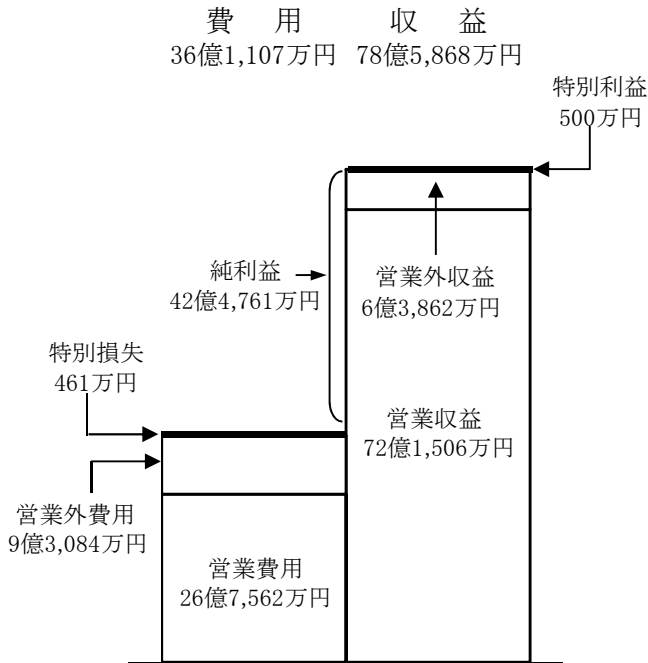 費用 収益
36億1,107万円 78億5,868万円
特別利益
500万円
純利益
42億4,761万円
営業外収益
6億3,862万円
特別損失
461万円
営業収益
72億1,506万円
営業外費用
9億3,084万円
営業費用
26億7,562万円